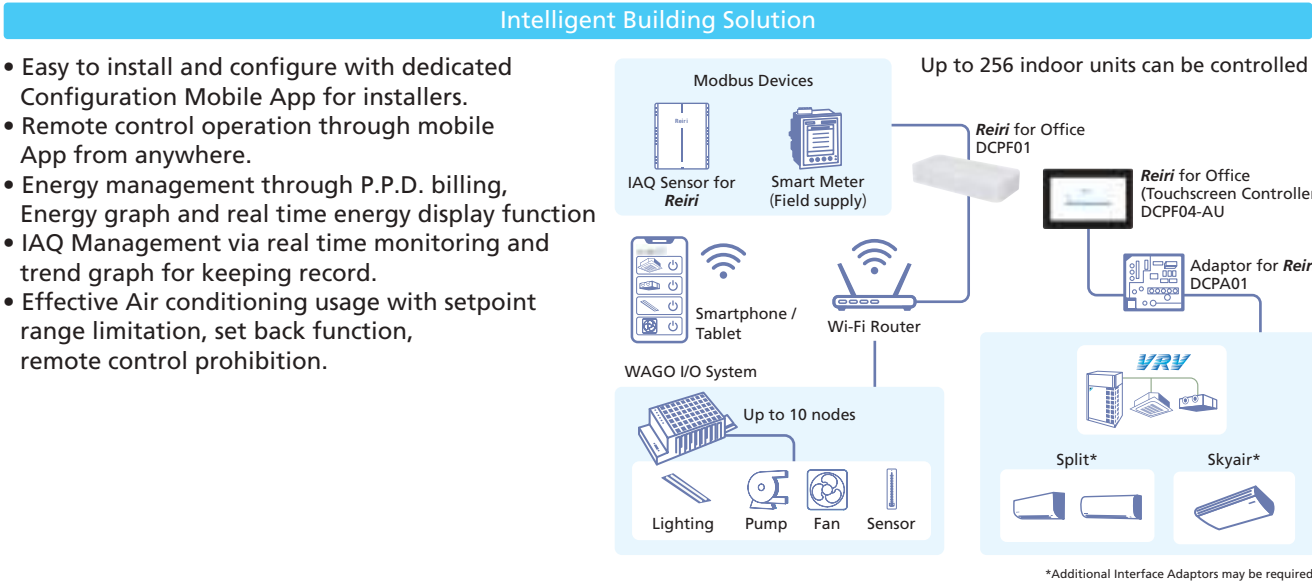 Intelligent Building Solution
• Easy to install and configure with dedicated
Configuration Mobile App for installers.
• Remote control operation through mobile
App from anywhere.
• Energy management through P.P.D. billing,
Energy graph and real time energy display function
• IAQ Management via real time monitoring and
trend graph for keeping record.
• Effective Air conditioning usage with setpoint
range limitation, set back function,
remote control prohibition.
Up to 256 indoor units can be controlled
Modbus Devices
Reiri
IAQ Sensor for
Reiri
Smart Meter
(Field supply)
Reiri for Office
DCPF01
Reiri for Office
(Touchscreen Controller
DCPF04-AU
Adaptor for Reir
DCPA01
Smartphone /
Tablet
Wi-Fi Router
WAGO I/O System
Up to 10 nodes
Lighting
Pump
Fan
Sensor
VRV
Split*
Skyair*
*Additional Interface Adaptors may be required